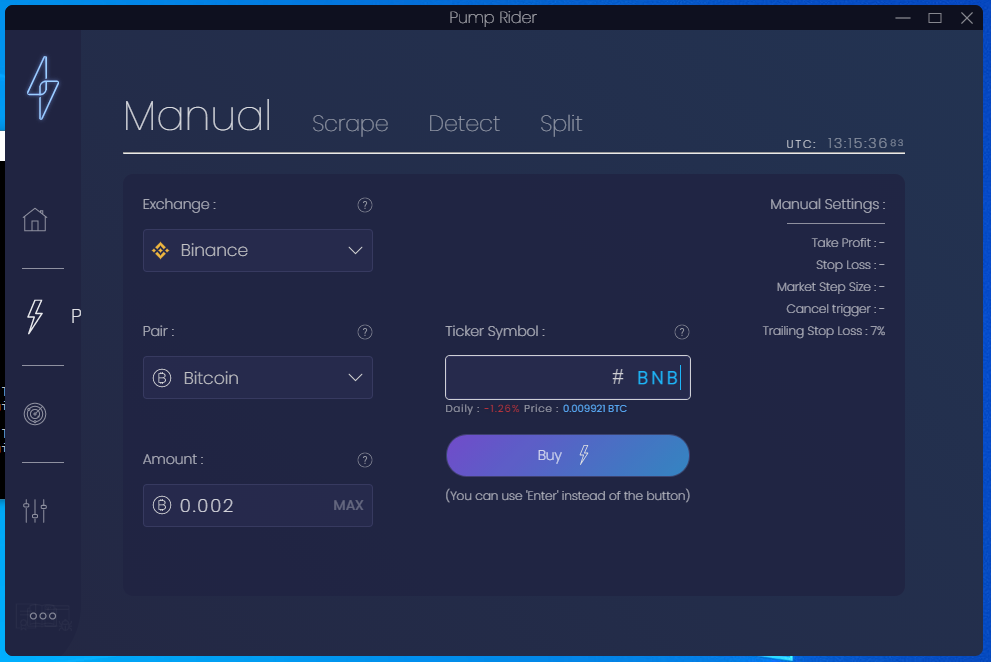 Pump Rider
Manual Scrape Detect Split
UTC: 13:15:36 83
Exchange :
Binance
Manual Settings :
Take Profit : -
Stop Loss : -
Market Step Size : -
Cancel trigger : -
Trailing Stop Loss : 7%
P
Pair :
Bitcoin
Ticker Symbol :
# BNB
Daily : -1.26% Price : 0.009921 BTC
Buy
(You can use 'Enter' instead of the button)
Amount :
0.002 MAX